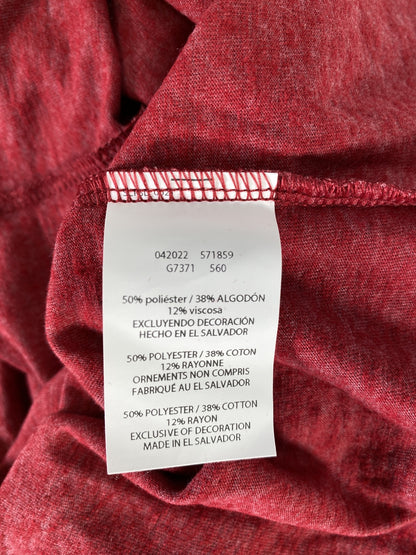 042022 571859
G7371 560
50% poliéster / 38% ALGODÓN
12% viscosa
EXCLUYENDO DECORACIÓN
HECHO EN EL SALVADOR
50% POLYESTER / 38% COTON
12% RAYONNE
ORNEMENTS NON COMPRIS
FABRIQUÉ AU EL SALVADOR
50% POLYESTER / 38% COTTON
12% RAYON
EXCLUSIVE OF DECORATION
MADE IN EL SALVADOR